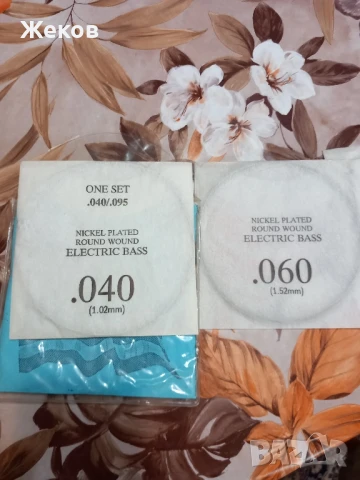 Жеков
ONE SET
.040/.095
NICKEL PLATED
ROUND WOUND
ELECTRIC BASS
.040
(1.02mm)
NICKEL PLATED
ROUND WOUND
ELECTRIC BASS
.060
(1.52mm)
BAZAR